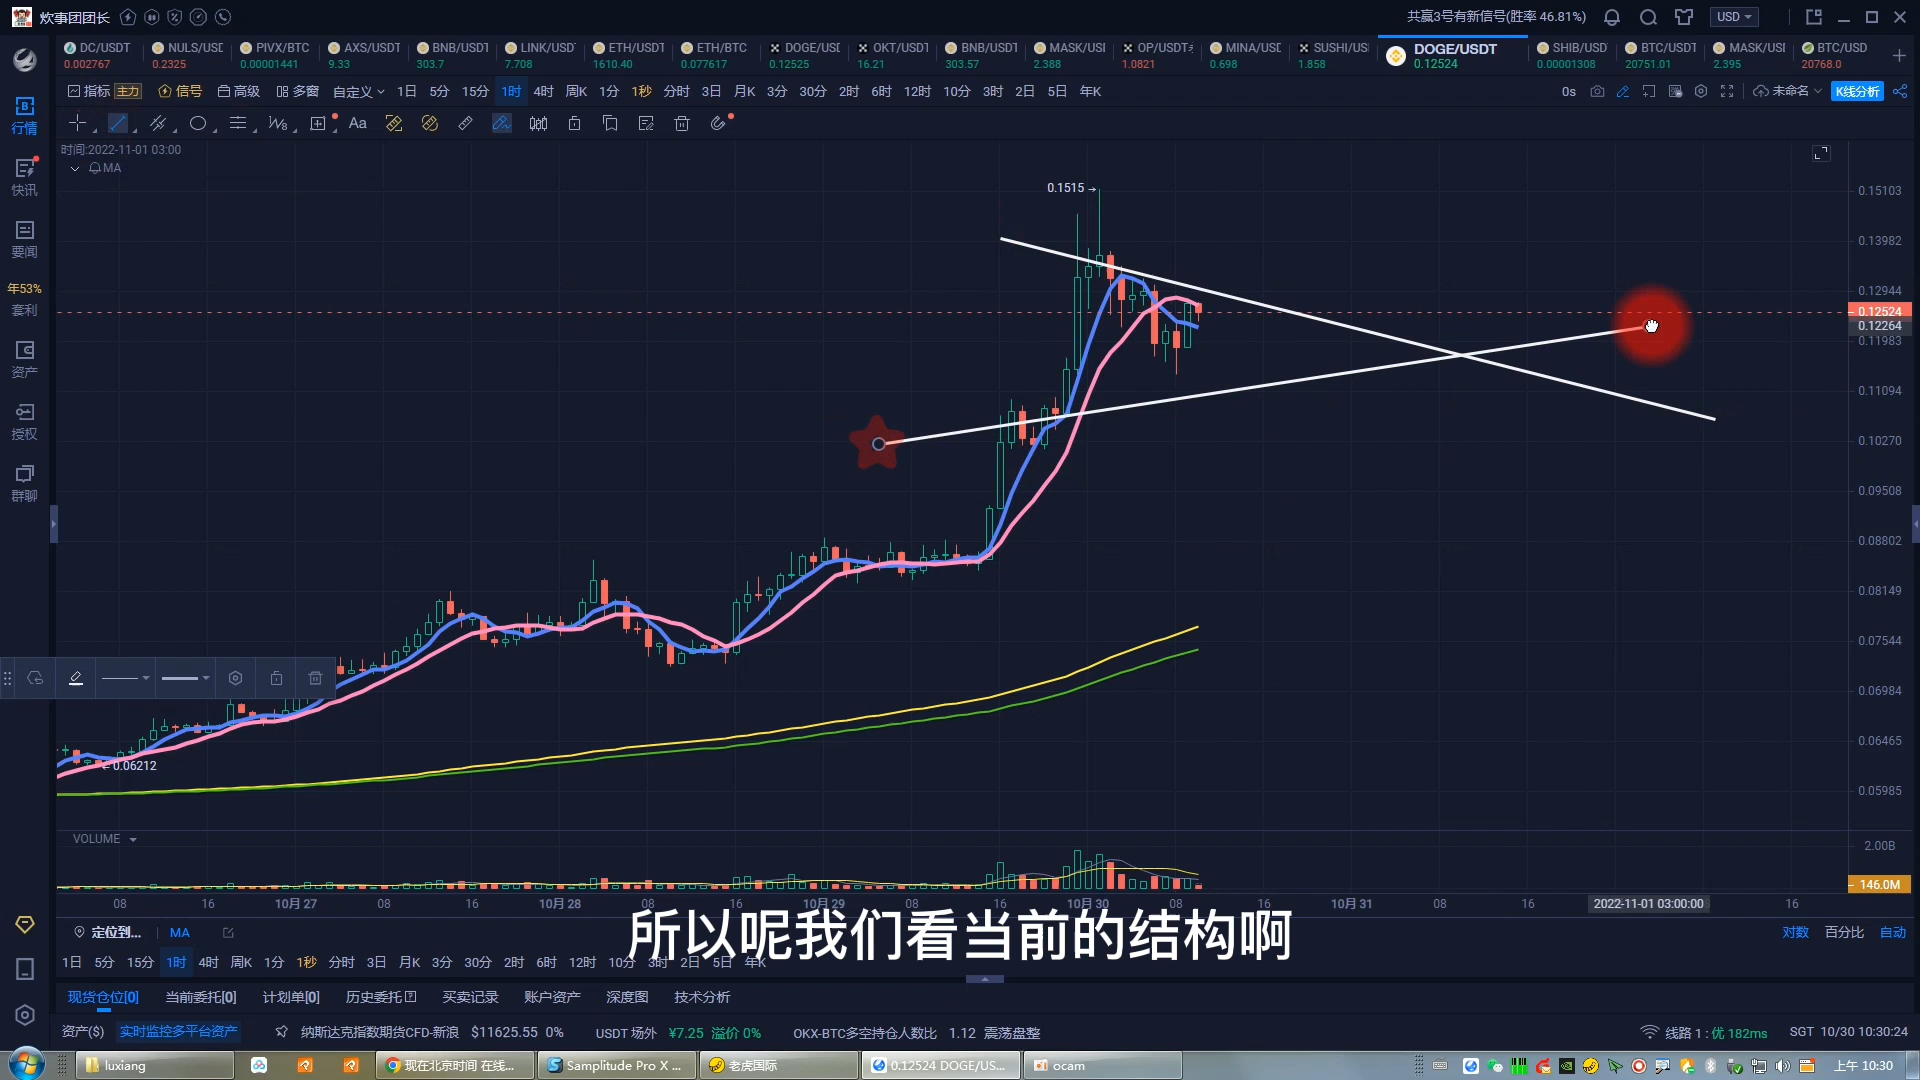 炊事团团长
共赢3号有新信号(胜率 46.81%)
USD
DC/USDT
0.002767
NULS/USD
0.2325
PIVX/BTC
0.00001441
AXS/USDT
9.33
BNB/USDT
303.7
LINK/USD
7.708
ETH/USDT
1610.40
ETH/BTC
0.077617
DOGE/USD
0.12525
OKT/USDT
16.21
BNB/USDT
303.57
MASK/USI
2.388
OP/USDT
1.0821
MINA/USD
0.698
SUSHI/US
1.858
DOGE/USDT
0.12524
SHIB/USD
0.00001308
BTC/USDT
20751.01
MASK/USI
2.395
BTC/USD
20768.0
指标 主力 信号 高级 多窗 自定义 1日 5分 15分 1时 4时 周K 1分 1秒 分时 3日 月K 3分 30分 2时 6时 12时 10分 3时 2日 5日 年K
0s 未命名 K线分析
Aa
行情
快讯
要闻
年53%
套利
资产
授权
群聊
时间:2022-11-01 03:00
MA
0.1515
0.06212
0.15103
0.13982
0.12944
0.12524
0.12264
0.11983
0.11094
0.10270
0.09508
0.08802
0.08149
0.07544
0.06984
0.06465
0.05985
VOLUME
2.00B
146.0M
08 16 10月 27 08 16 10月 28 08 16 10月 29 08 16 10月 30 08 16 10月 31 08 16 2022-11-01 03:00:00 16
所以呢我们看当前的结构啊
定位到... MA
对数 百分比 自动
1日 5分 15分 1时 4时 周K 1分 1秒 分时 3日 月K 3分 30分 2时 6时 12时 10分 3时 2日 5日 年K
现货仓位[0] 当前委托[0] 计划单[0] 历史委托 买卖记录 账户资产 深度图 技术分析
资产($) 实时监控多平台资产 纳斯达克指数期货CFD-新浪 $11625.55 0% USDT 场外 ¥7.25 溢价 0% OKX-BTC多空持仓人数比 1.12 震荡盘整
线路 1 : 优 182ms SGT 10/30 10:30:24
luxiang
现在北京时间 在线...
Samplitude Pro X ...
老虎国际
0.12524 DOGE/US...
ocam
上午 10:30